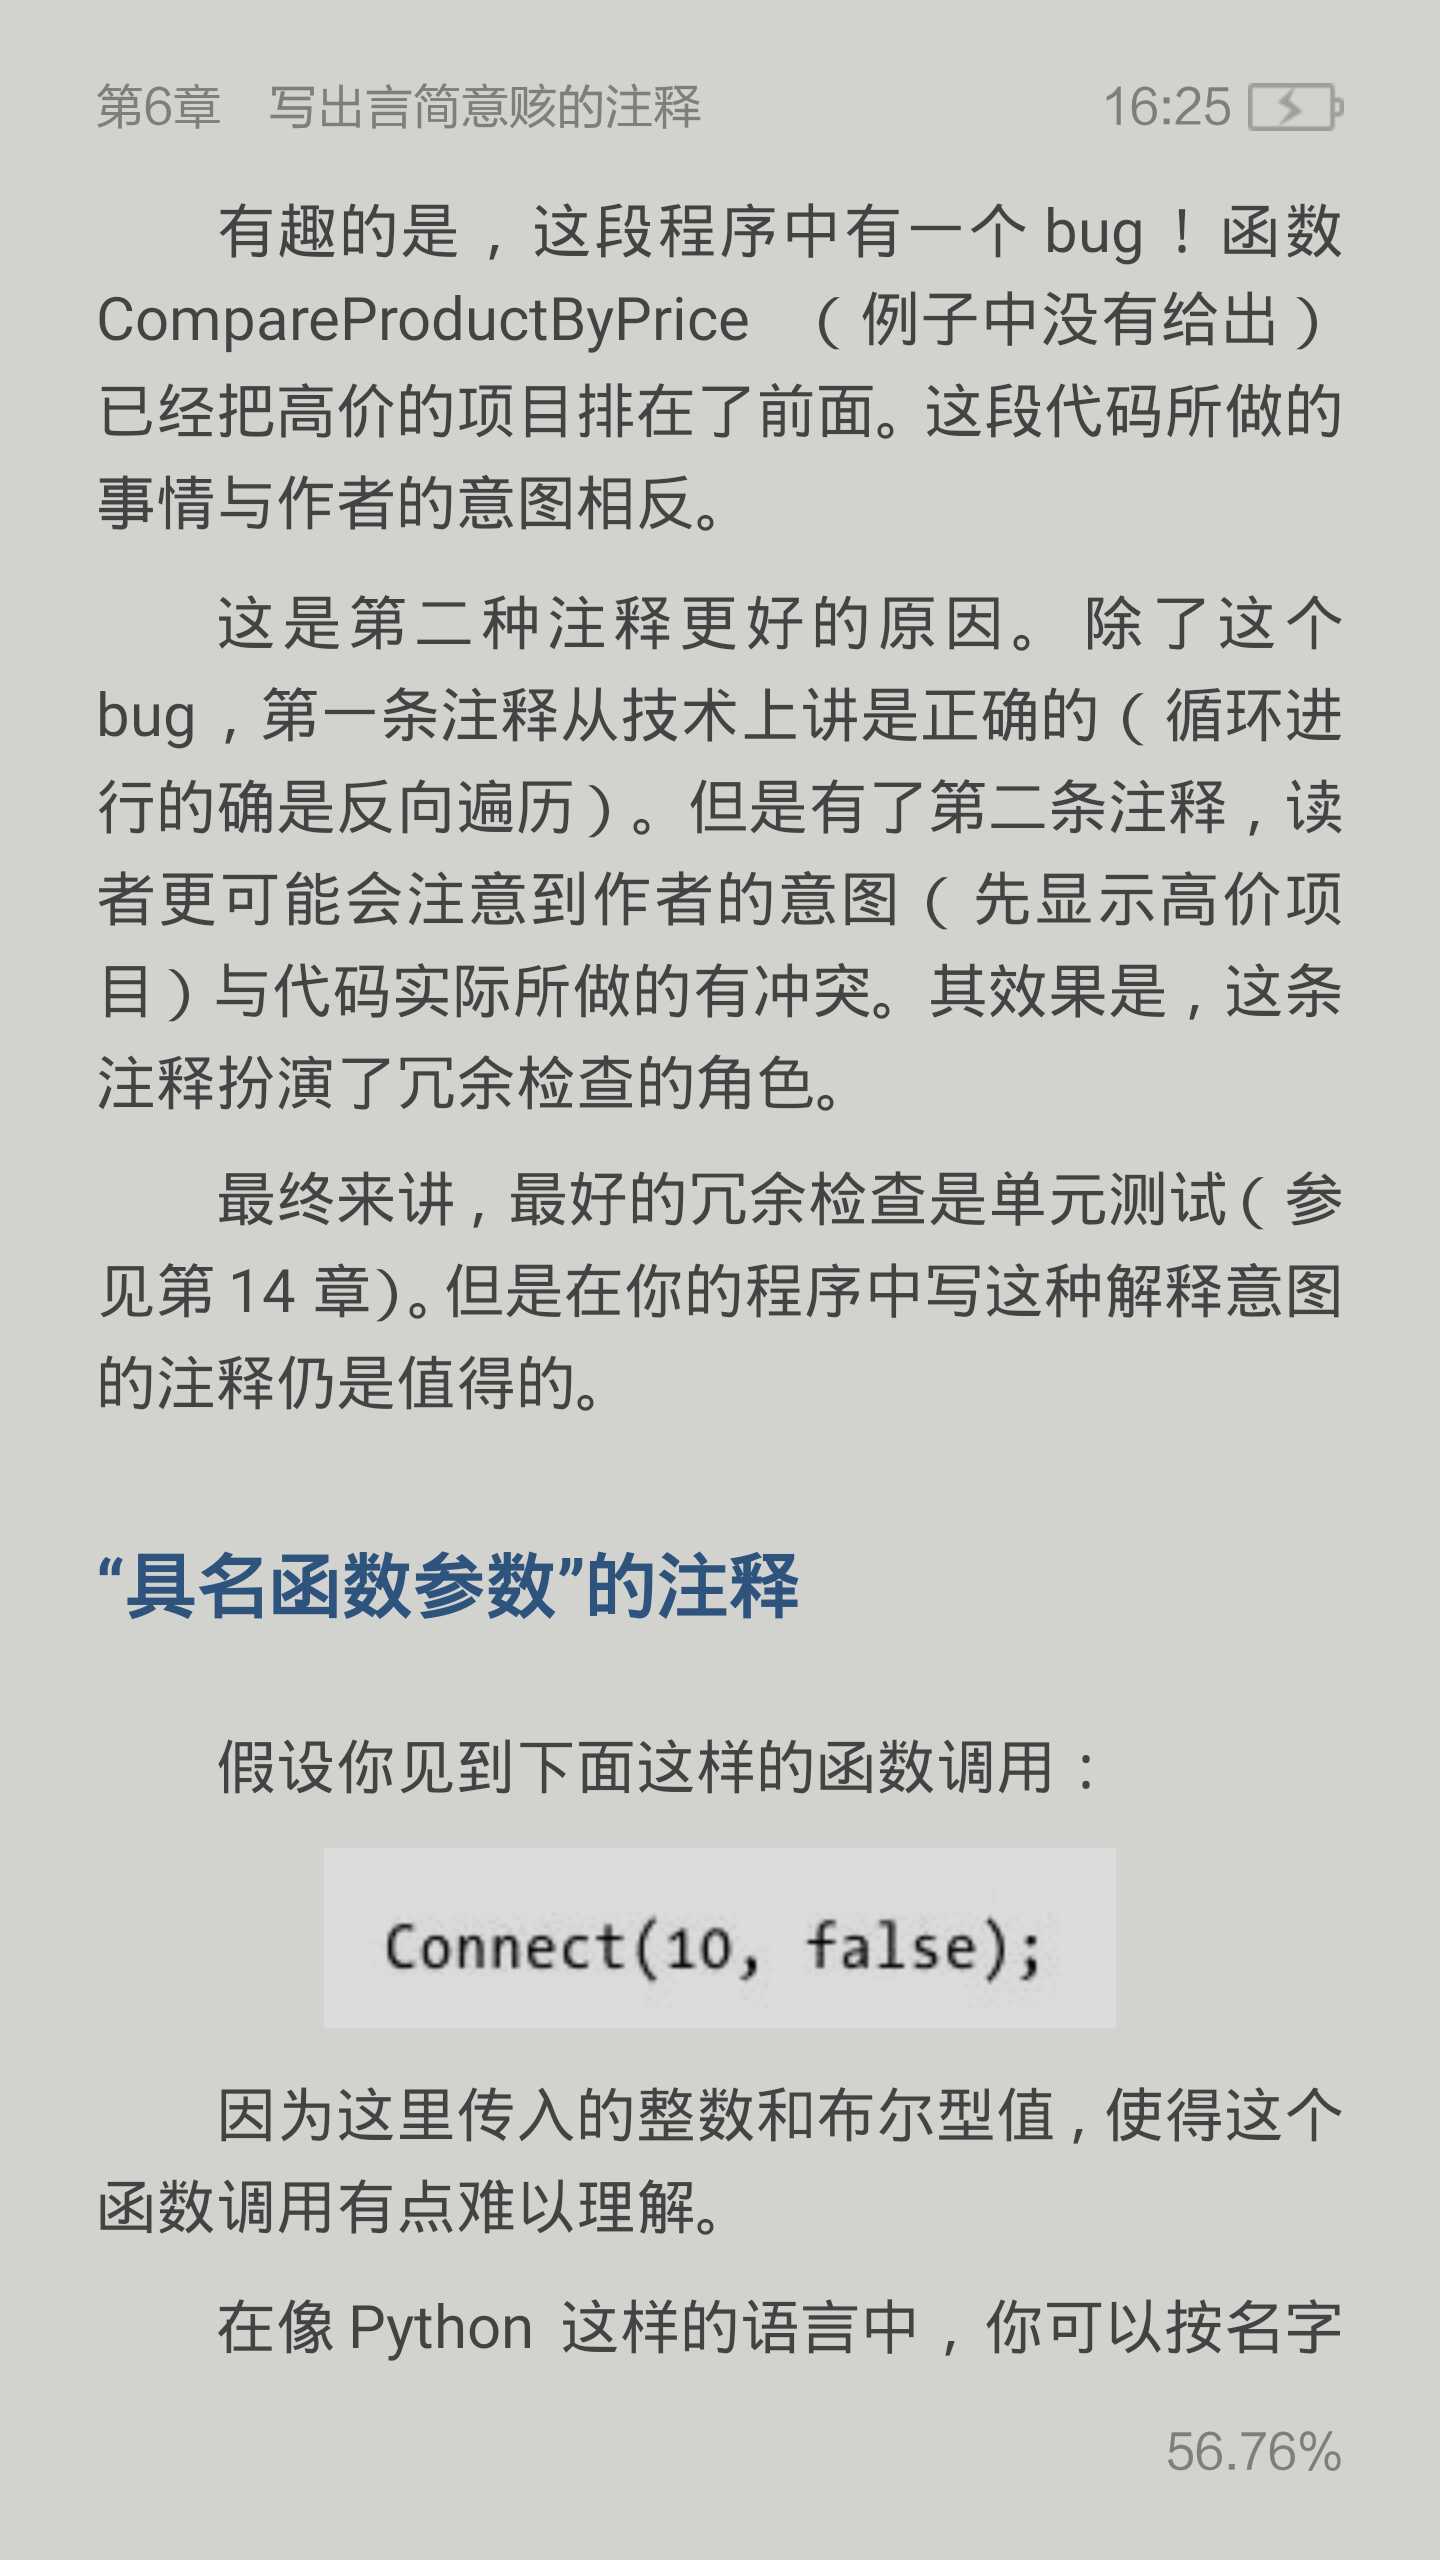 第6章　写出言简意赅的注释
16:25
有趣的是，这段程序中有一个 bug！函数
CompareProductByPrice （例子中没有给出）
已经把高价的项目排在了前面。这段代码所做的
事情与作者的意图相反。
这是第二种注释更好的原因。除了这个
bug，第一条注释从技术上讲是正确的（循环进
行的确是反向遍历）。但是有了第二条注释，读
者更可能会注意到作者的意图（先显示高价项
目）与代码实际所做的有冲突。其效果是，这条
注释扮演了冗余检查的角色。
最终来讲，最好的冗余检查是单元测试（参
见第 14 章）。但是在你的程序中写这种解释意图
的注释仍是值得的。
“具名函数参数”的注释
假设你见到下面这样的函数调用：
Connect(10, false);
因为这里传入的整数和布尔型值，使得这个
函数调用有点难以理解。
在像 Python 这样的语言中，你可以按名字
56.76%